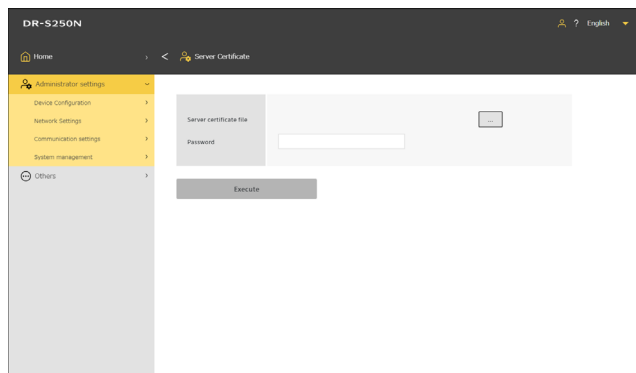 DR-S250N
? English
Home
Server Certificate
Administrator settings
Device Configuration
Network Settings
Communication settings
System management
Others
Server certificate file
...
Password
Execute